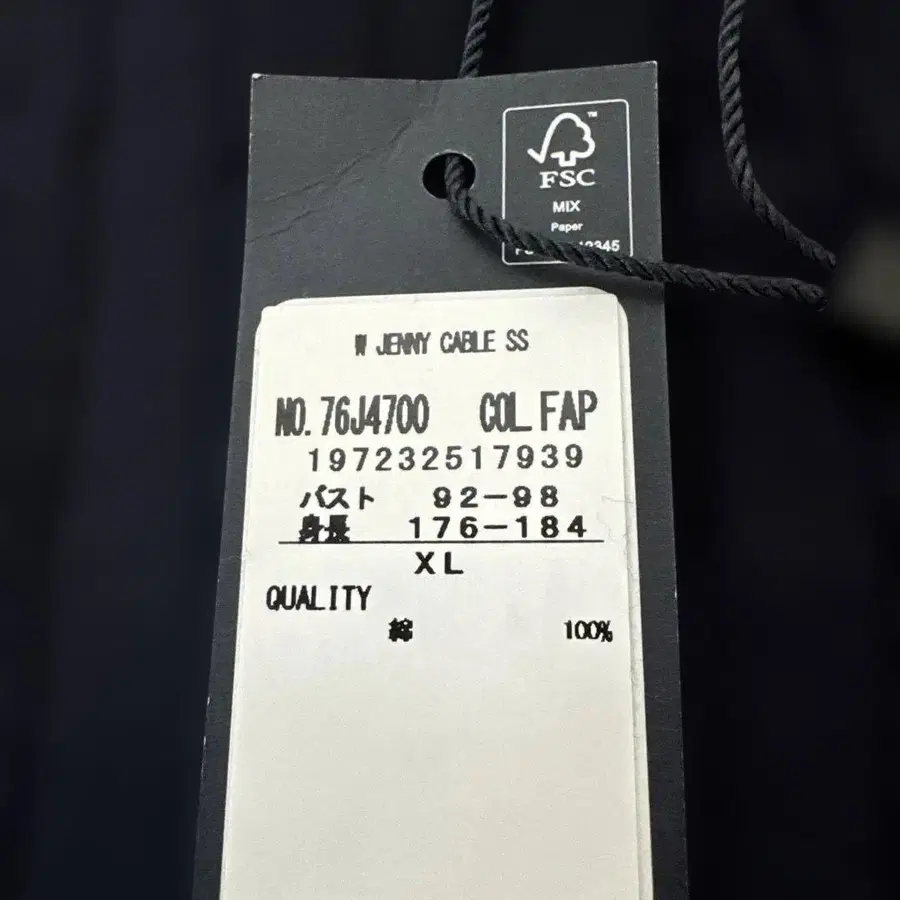 FSC
MIX
Paper
W JENNY CABLE SS
NO. 76J4700 COL FAP
197232517939
バスト 92-98
身長 176-184
XL
QUALITY
綿 100%